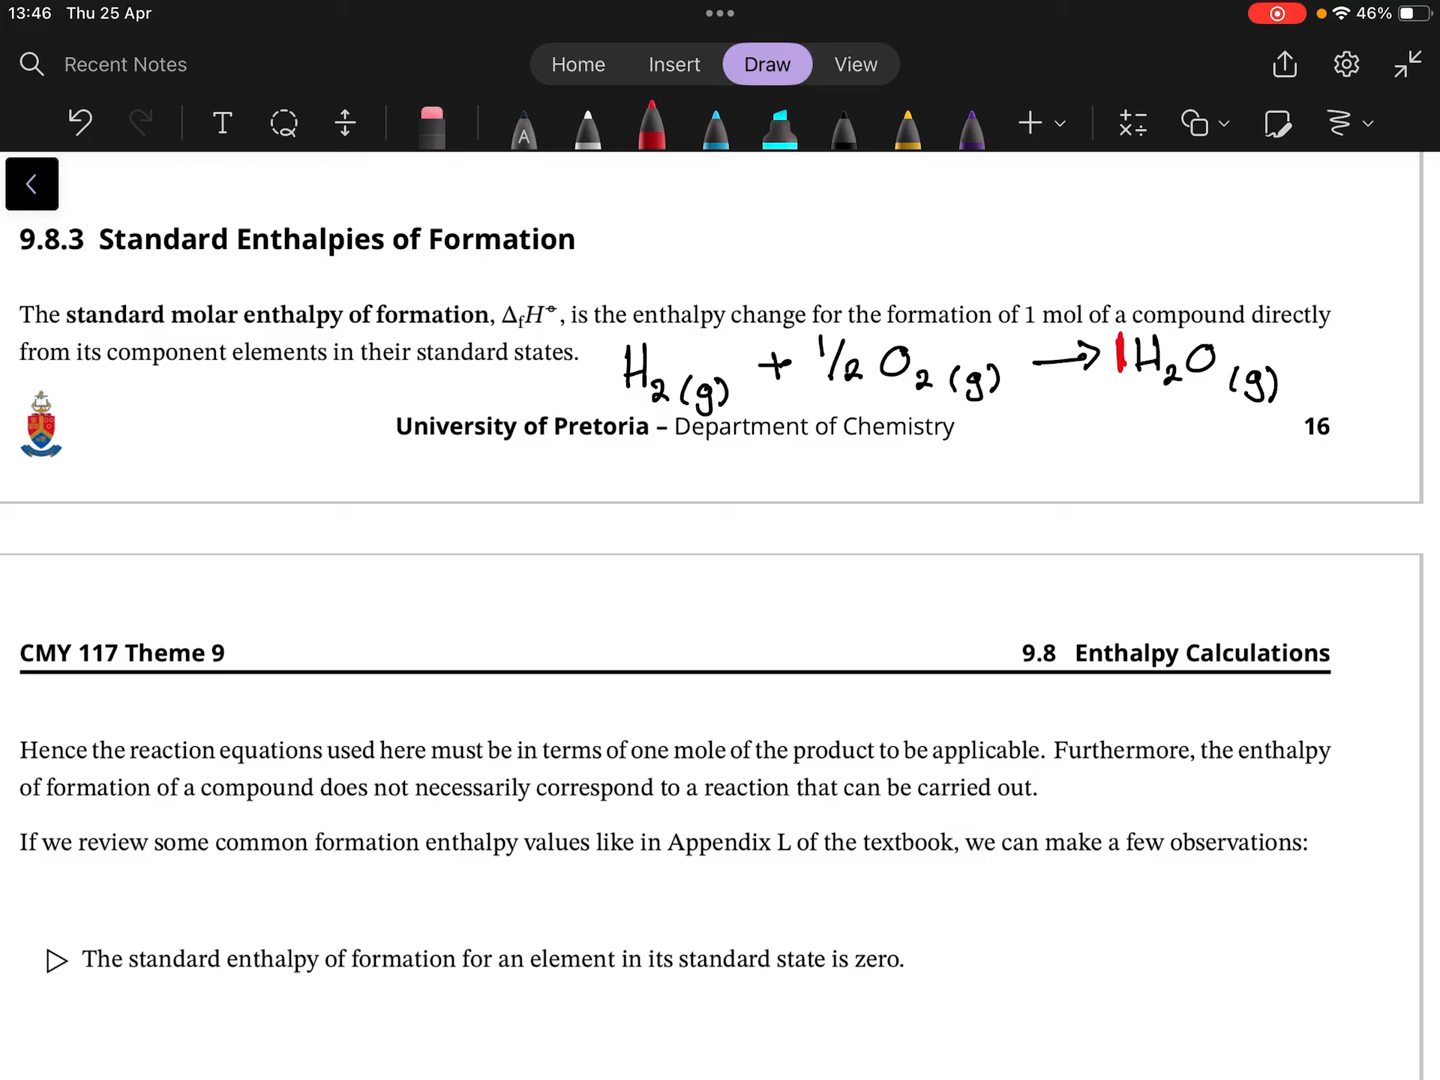 13:46 Thu 25 Apr 46%
Recent Notes Home Insert Draw View
T A
9.8.3 Standard Enthalpies of Formation
The standard molar enthalpy of formation, ΔfH°, is the enthalpy change for the formation of 1 mol of a compound directly
from its component elements in their standard states.
H₂(g) + ½ O₂(g) → 1H₂O(g)
University of Pretoria – Department of Chemistry 16
CMY 117 Theme 9 9.8 Enthalpy Calculations
Hence the reaction equations used here must be in terms of one mole of the product to be applicable. Furthermore, the enthalpy
of formation of a compound does not necessarily correspond to a reaction that can be carried out.
If we review some common formation enthalpy values like in Appendix L of the textbook, we can make a few observations:
▷ The standard enthalpy of formation for an element in its standard state is zero.